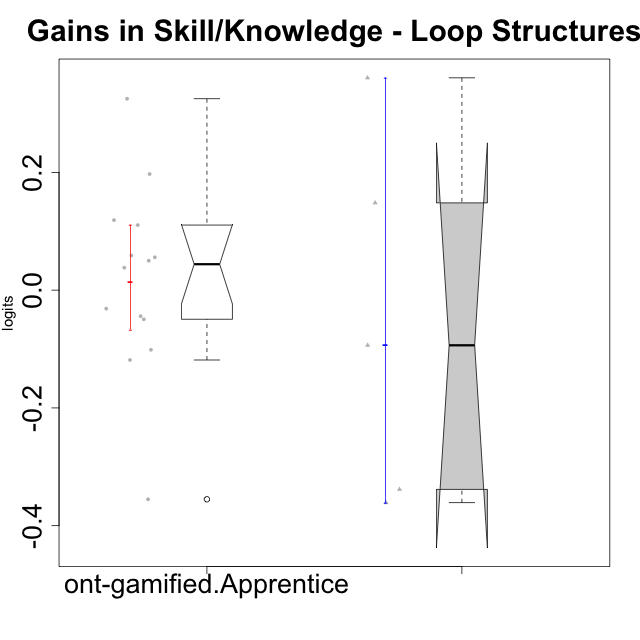 Gains in Skill/Knowledge - Loop Structures
logits
0.2
0.0
-0.2
-0.4
ont-gamified.Apprentice